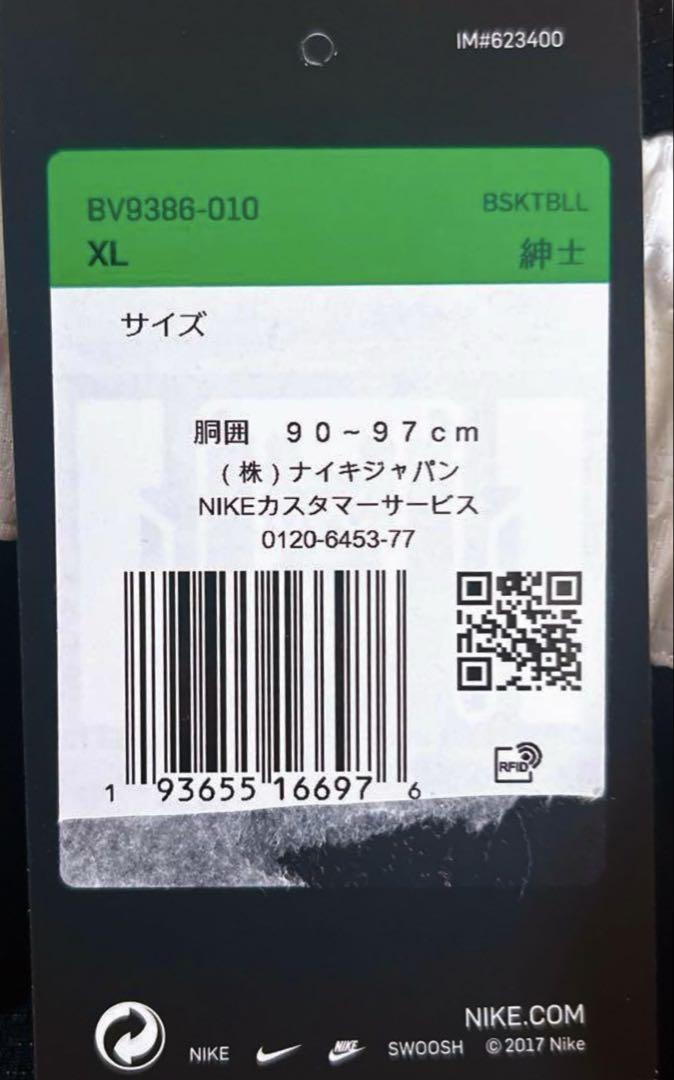 IM#623400
BV9386-010
BSKTBLL
XL
紳士
サイズ
胴囲 90~97cm
(株)ナイキジャパン
NIKEカスタマーサービス
0120-6453-77
RFID
1 93655 16697 6
NIKE.COM
NIKE NIKE SWOOSH © 2017 Nike